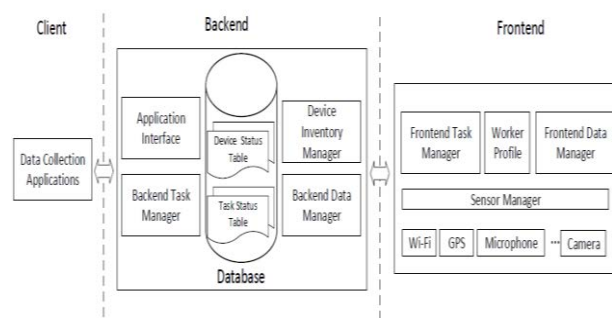 Client
Backend
Frontend
Data Collection
Applications
Application
Interface
Backend Task
Manager
Device Status
Table
Task Status
Table
Device
Inventory
Manager
Backend Data
Manager
Database
Frontend Task
Manager
Worker
Profile
Frontend Data
Manager
Sensor Manager
Wi-Fi
GPS
Microphone
...
Camera